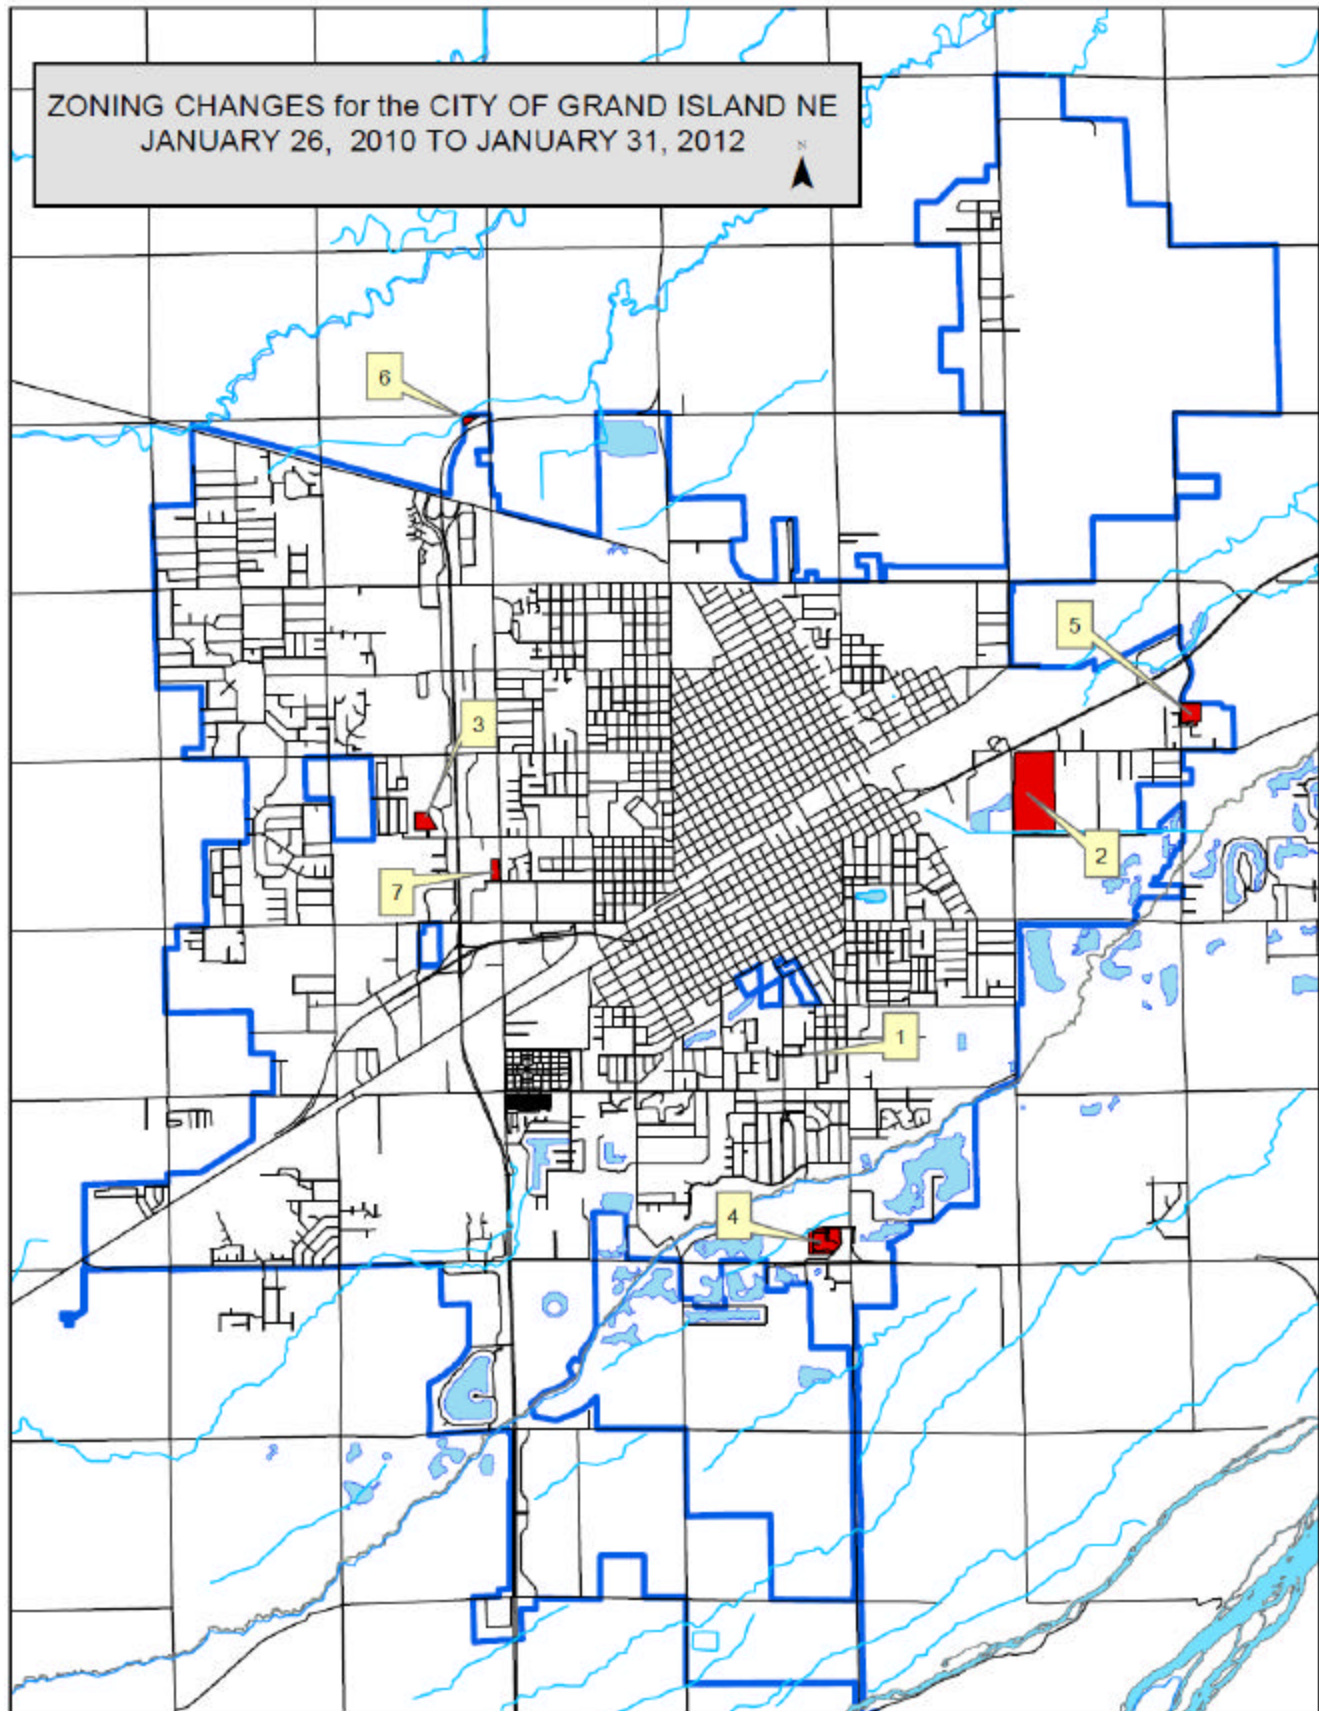 ZONING CHANGES for the CITY OF GRAND ISLAND NE
JANUARY 26, 2010 TO JANUARY 31, 2012
N
6
5
3
2
7
1
4